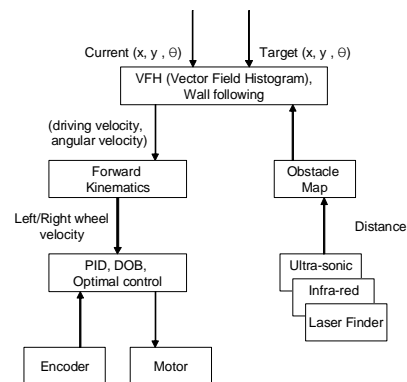 Current (x, y , θ)
Target (x, y , θ)
VFH (Vector Field Histogram),
Wall following
(driving velocity,
angular velocity)
Forward
Kinematics
Obstacle
Map
Left/Right wheel
velocity
Distance
PID, DOB,
Optimal control
Ultra-sonic
Infra-red
Laser Finder
Encoder
Motor